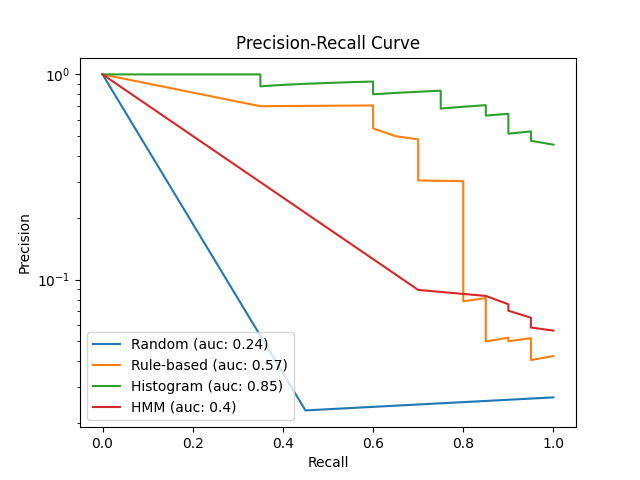 Precision-Recall Curve
10⁰
10⁻¹
Precision
Random (auc: 0.24)
Rule-based (auc: 0.57)
Histogram (auc: 0.85)
HMM (auc: 0.4)
0.0 0.2 0.4 0.6 0.8 1.0
Recall